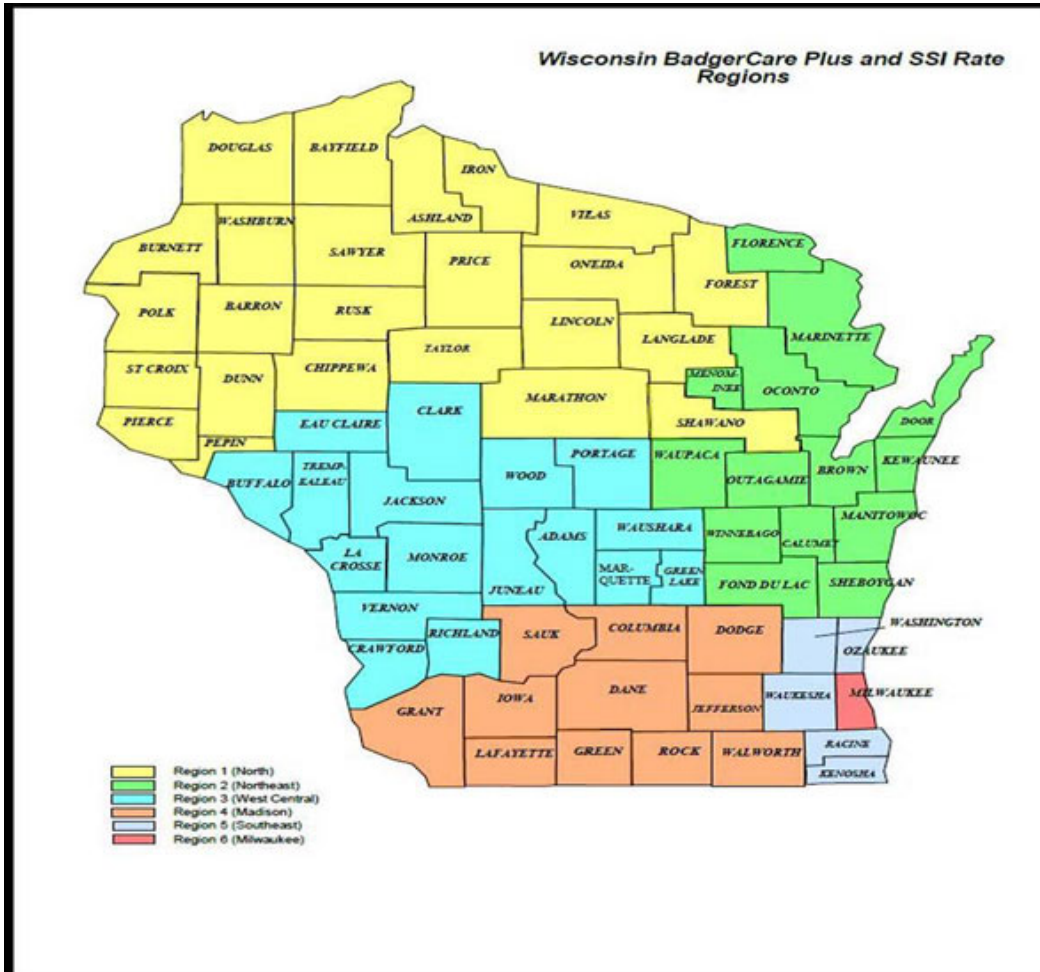 Wisconsin BadgerCare Plus and SSI Rate
Regions
DOUGLAS
BAYFIELD
IRON
ASHLAND
VILAS
WASHBURN
BURNETT
SAWYER
PRICE
ONEIDA
FLORENCE
FOREST
POLK
BARRON
RUSK
LINCOLN
LANGLADE
MARINETTE
TAYLOR
ST CROIX
DUNN
CHIPPEWA
MENOM-
INEE
OCONTO
MARATHON
CLARK
PIERCE
PEPIN
EAU CLAIRE
SHAWANO
DOOR
BUFFALO
TREMP-
EALEAU
JACKSON
WOOD
PORTAGE
WAUPACA
OUTAGAMIE
BROWN
KEWAUNEE
LA
CROSSE
MONROE
JUNEAU
ADAMS
WAUSHARA
WINNEBAGO
CALUMET
MANITOWOC
MAR-
QUETTE
GREEN
LAKE
FOND DU LAC
SHEBOYGAN
VERNON
CRAWFORD
RICHLAND
SAUK
COLUMBIA
DODGE
WASHINGTON
OZAUKEE
GRANT
IOWA
DANE
JEFFERSON
WAUKESHA
MILWAUKEE
LAFAYETTE
GREEN
ROCK
WALWORTH
RACINE
KENOSHA
Region 1 (North)
Region 2 (Northeast)
Region 3 (West Central)
Region 4 (Madison)
Region 5 (Southeast)
Region 6 (Milwaukee)